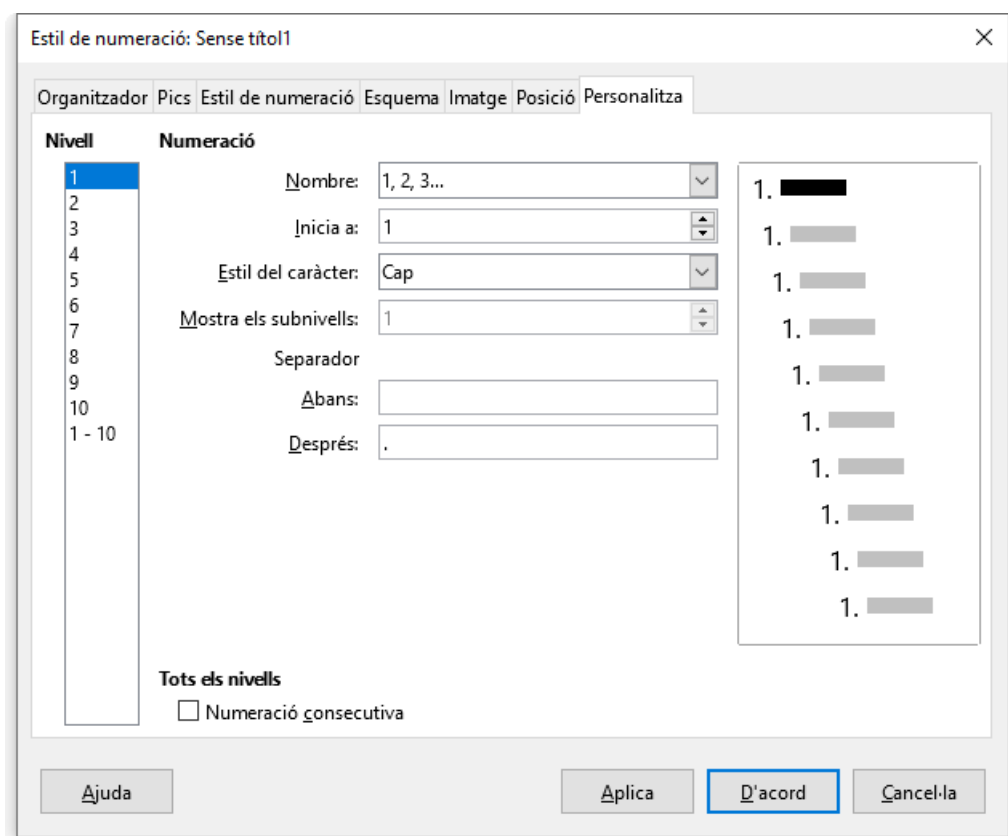 Estil de numeració: Sense títol1
Organitzador Pics Estil de numeració Esquema Imatge Posició Personalitza
Nivell
1
2
3
4
5
6
7
8
9
10
1 - 10
Numeració
Nombre: 1, 2, 3...
Inicia a: 1
Estil del caràcter: Cap
Mostra els subnivells: 1
Separador
Abans:
Després: .
1.
1.
1.
1.
1.
1.
1.
1.
1.
1.
Tots els nivells
Numeració consecutiva
Ajuda Aplica D'acord Cancel·la